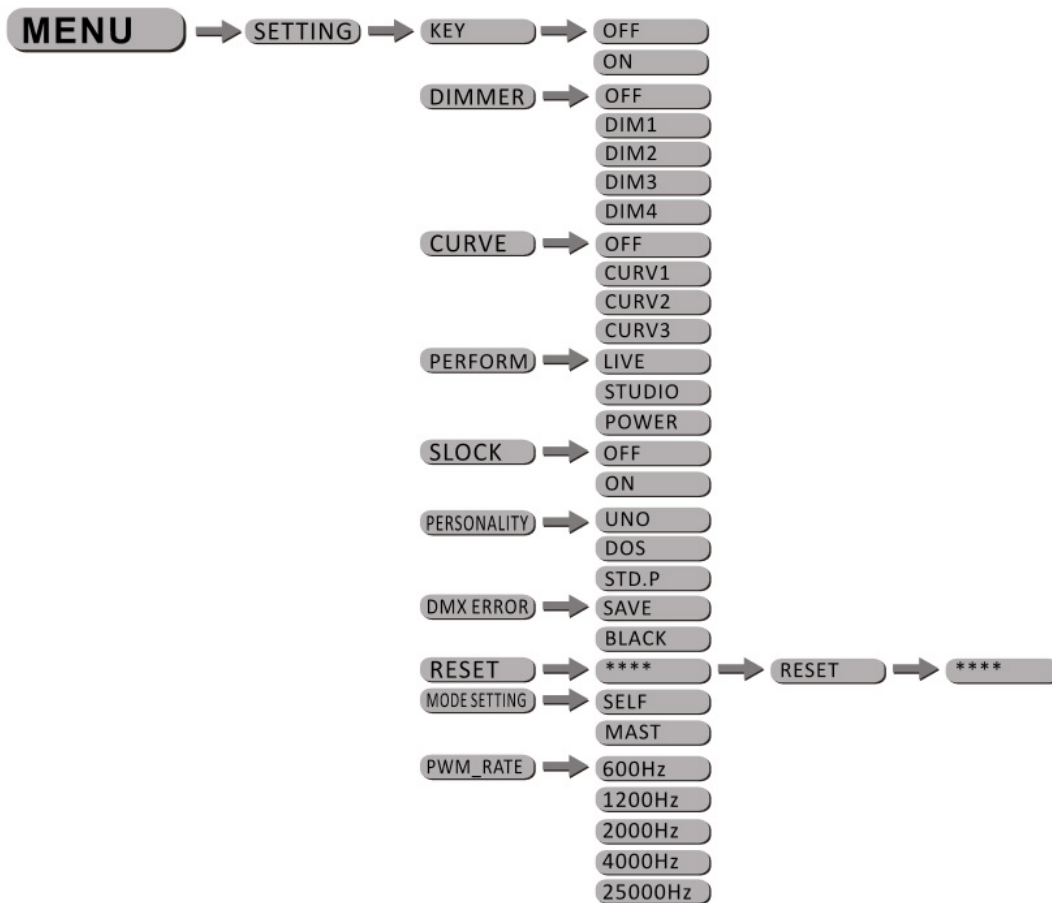 MENU SETTING KEY OFF
ON
DIMMER OFF
DIM1
DIM2
DIM3
DIM4
CURVE OFF
CURV1
CURV2
CURV3
PERFORM LIVE
STUDIO
POWER
SLOCK OFF
ON
PERSONALITY UNO
DOS
STD.P
DMX ERROR SAVE
BLACK
RESET **** RESET ****
MODE SETTING SELF
MAST
PWM_RATE 600Hz
1200Hz
2000Hz
4000Hz
25000Hz